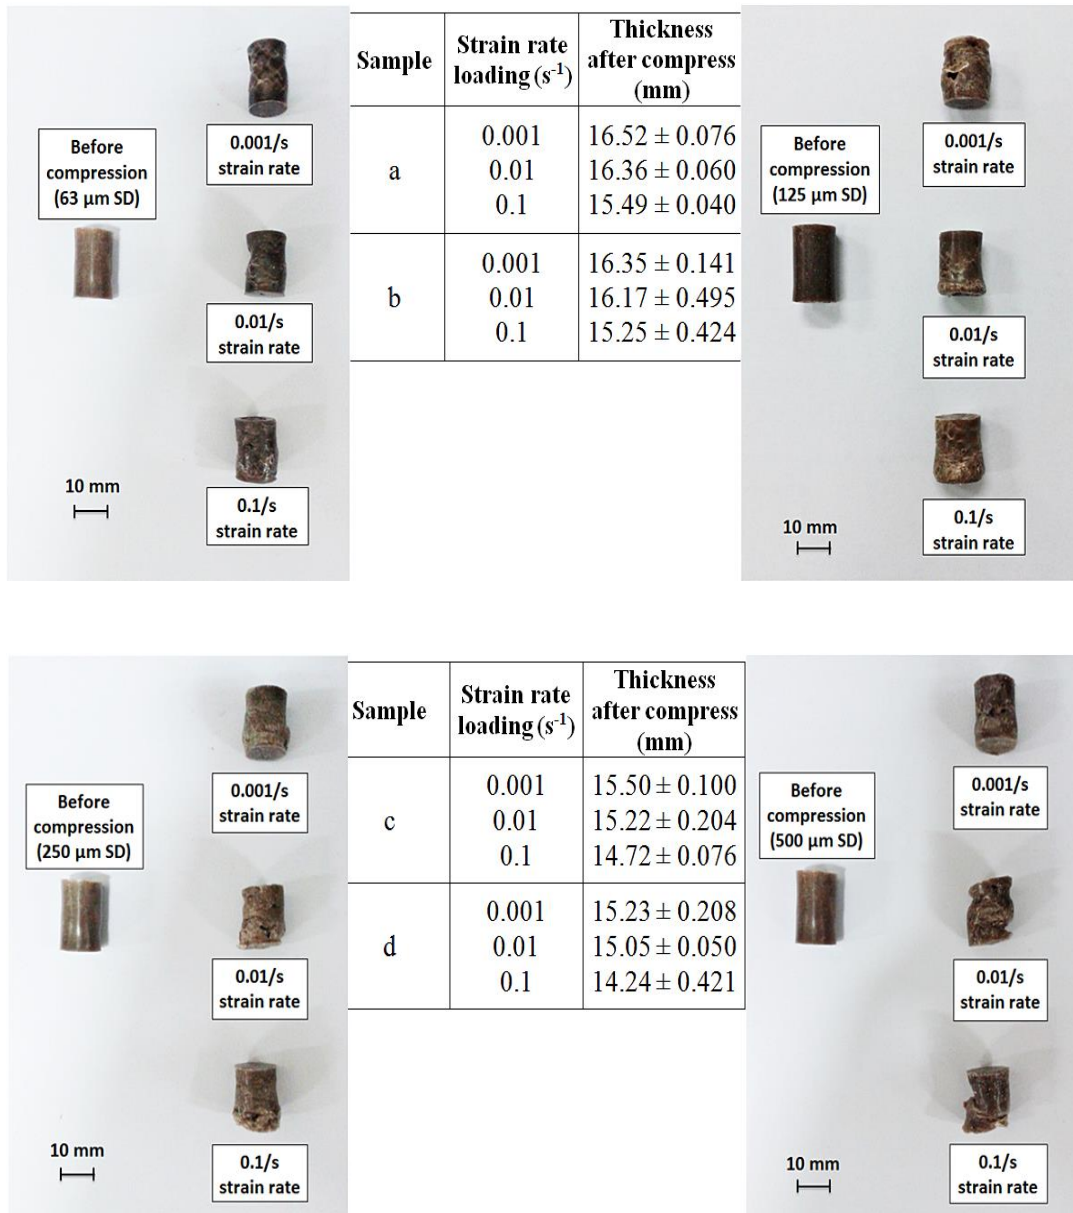 0.001/s
strain rate
Before
compression
(63 µm SD)
0.01/s
strain rate
10 mm
0.1/s
strain rate
Sample
Strain rate
loading (s⁻¹)
Thickness
after compress
(mm)
a
0.001 16.52 ± 0.076
0.01 16.36 ± 0.060
0.1 15.49 ± 0.040
b
0.001 16.35 ± 0.141
0.01 16.17 ± 0.495
0.1 15.25 ± 0.424
0.001/s
strain rate
Before
compression
(125 µm SD)
0.01/s
strain rate
10 mm
0.1/s
strain rate
0.001/s
strain rate
Before
compression
(250 µm SD)
0.01/s
strain rate
10 mm
0.1/s
strain rate
Sample
Strain rate
loading (s⁻¹)
Thickness
after compress
(mm)
c
0.001 15.50 ± 0.100
0.01 15.22 ± 0.204
0.1 14.72 ± 0.076
d
0.001 15.23 ± 0.208
0.01 15.05 ± 0.050
0.1 14.24 ± 0.421
0.001/s
strain rate
Before
compression
(500 µm SD)
0.01/s
strain rate
10 mm
0.1/s
strain rate